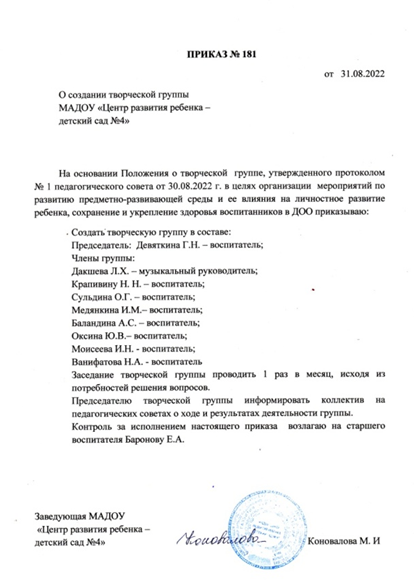 ПРИКАЗ № 181
от 31.08.2022
О создании творческой группы
МАДОУ «Центр развития ребенка –
детский сад №4»
На основании Положения о творческой группе, утвержденного протоколом
№ 1 педагогического совета от 30.08.2022 г. в целях организации мероприятий по
развитию предметно-развивающей среды и ее влияния на личностное развитие
ребенка, сохранение и укрепление здоровья воспитанников в ДОО приказываю:
Создать творческую группу в составе:
Председатель: Девяткина Г.Н. – воспитатель;
Члены группы:
Дакшева Л.Х. – музыкальный руководитель;
Крапивину Н. Н. – воспитатель;
Сульдина О.Г. – воспитатель;
Медянкина И.М.– воспитатель;
Баландина А.С. – воспитатель;
Оксина Ю.В.– воспитатель;
Моисеева И.Н. - воспитатель;
Ванифатова Н.А. - воспитатель
Заседание творческой группы проводить 1 раз в месяц, исходя из
потребностей решения вопросов.
Председателю творческой группы информировать коллектив на
педагогических советах о ходе и результатах деятельности группы.
Контроль за исполнением настоящего приказа возлагаю на старшего
воспитателя Баронову Е.А.
Заведующая МАДОУ
«Центр развития ребенка –
детский сад №4»
Коновалова
Коновалова М. И